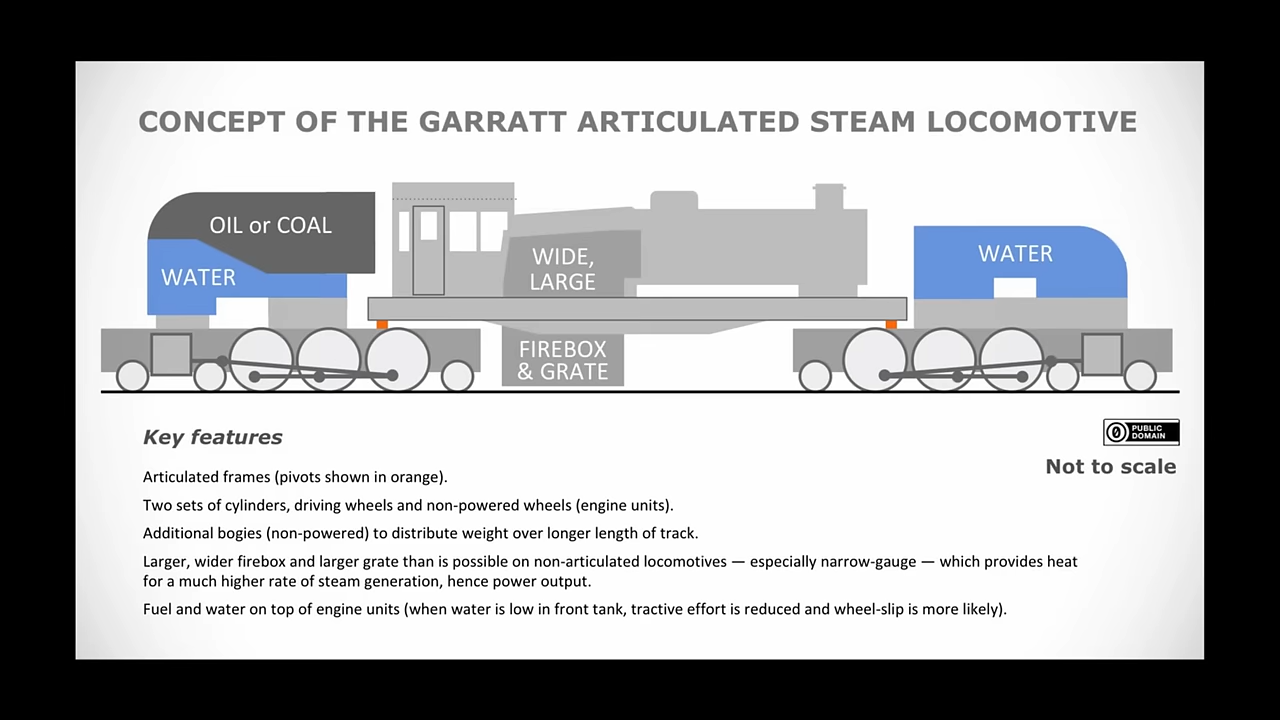 CONCEPT OF THE GARRATT ARTICULATED STEAM LOCOMOTIVE
OIL or COAL
WATER
WIDE,
LARGE
FIREBOX
& GRATE
WATER
Key features
PUBLIC
DOMAIN
Not to scale
Articulated frames (pivots shown in orange).
Two sets of cylinders, driving wheels and non-powered wheels (engine units).
Additional bogies (non-powered) to distribute weight over longer length of track.
Larger, wider firebox and larger grate than is possible on non-articulated locomotives — especially narrow-gauge — which provides heat
for a much higher rate of steam generation, hence power output.
Fuel and water on top of engine units (when water is low in front tank, tractive effort is reduced and wheel-slip is more likely).